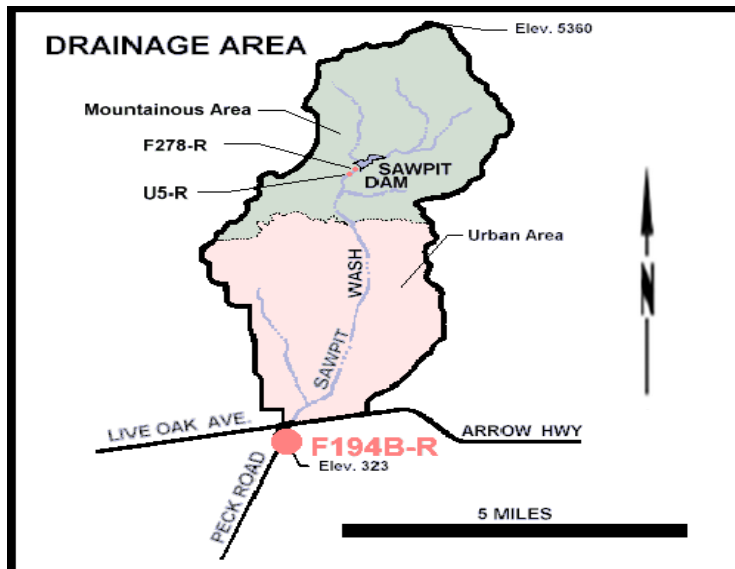 DRAINAGE AREA
Elev. 5360
Mountainous Area
F278-R
SAWPIT
DAM
U5-R
Urban Area
SAWPIT WASH
N
LIVE OAK AVE.
ARROW HWY
F194B-R
Elev. 323
PECK ROAD
5 MILES